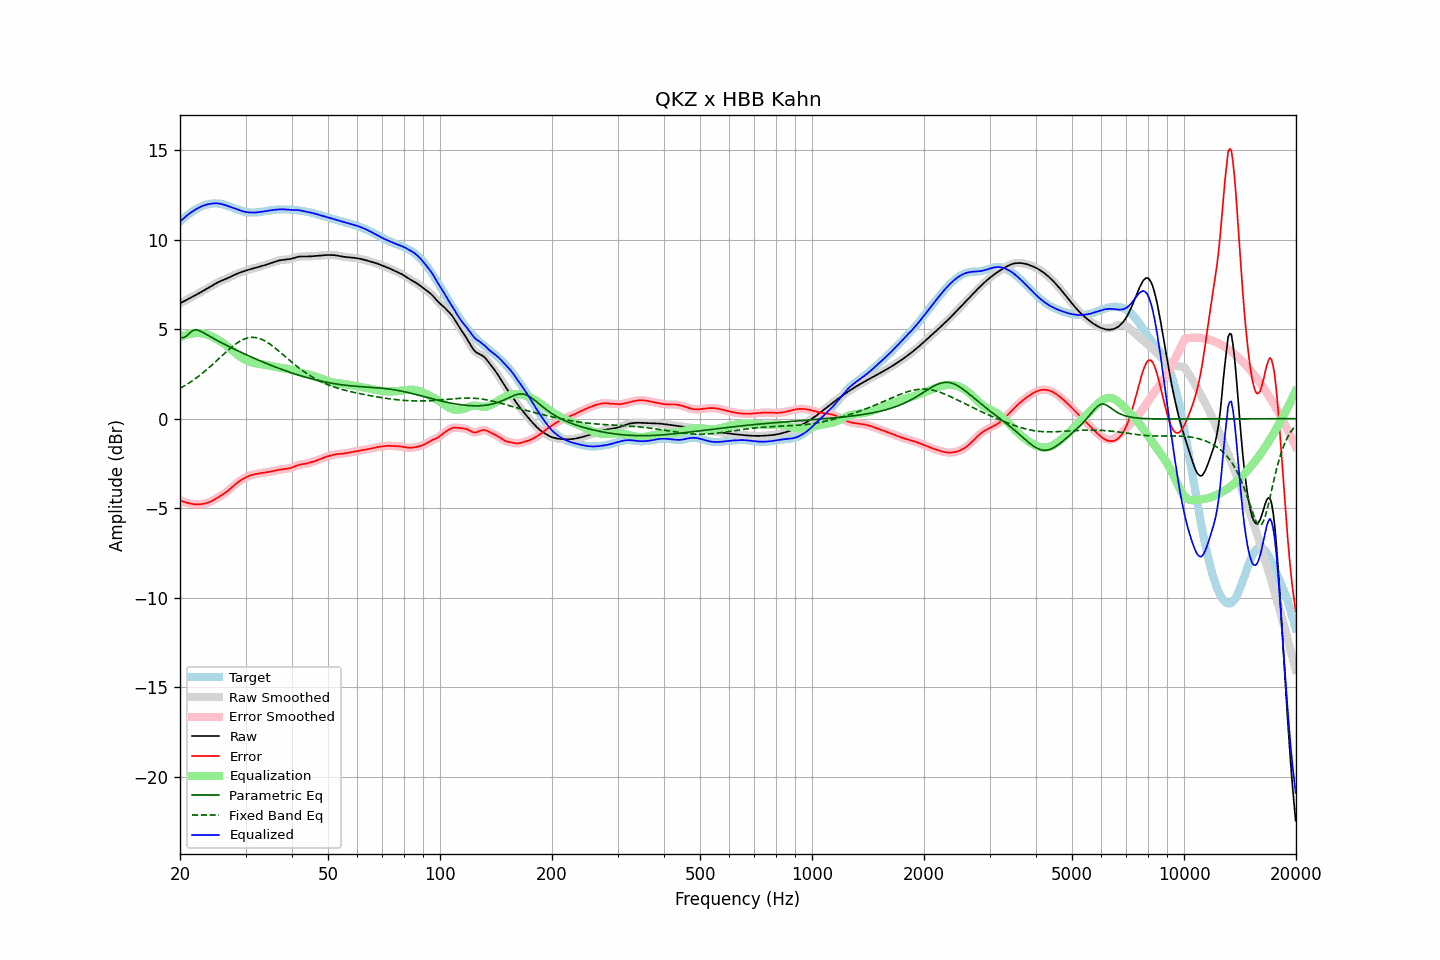 QKZ x HBB Kahn
15
10
5
0
−5
−10
−15
−20
Amplitude (dBr)
Target
Raw Smoothed
Error Smoothed
Raw
Error
Equalization
Parametric Eq
Fixed Band Eq
Equalized
20 50 100 200 500 1000 2000 5000 10000 20000
Frequency (Hz)